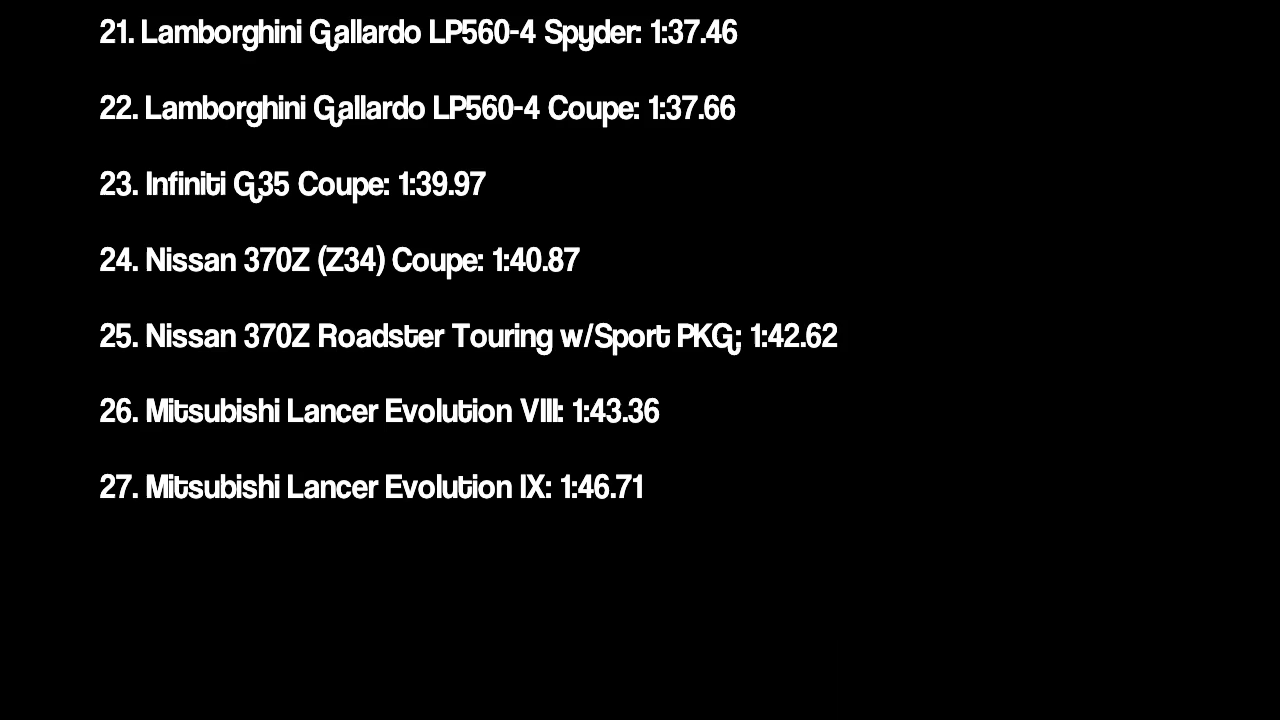 21. Lamborghini Gallardo LP560-4 Spyder: 1:37.46
22. Lamborghini Gallardo LP560-4 Coupe: 1:37.66
23. Infiniti G35 Coupe: 1:39.97
24. Nissan 370Z (Z34) Coupe: 1:40.87
25. Nissan 370Z Roadster Touring w/Sport PKG; 1:42.62
26. Mitsubishi Lancer Evolution VIII: 1:43.36
27. Mitsubishi Lancer Evolution IX: 1:46.71